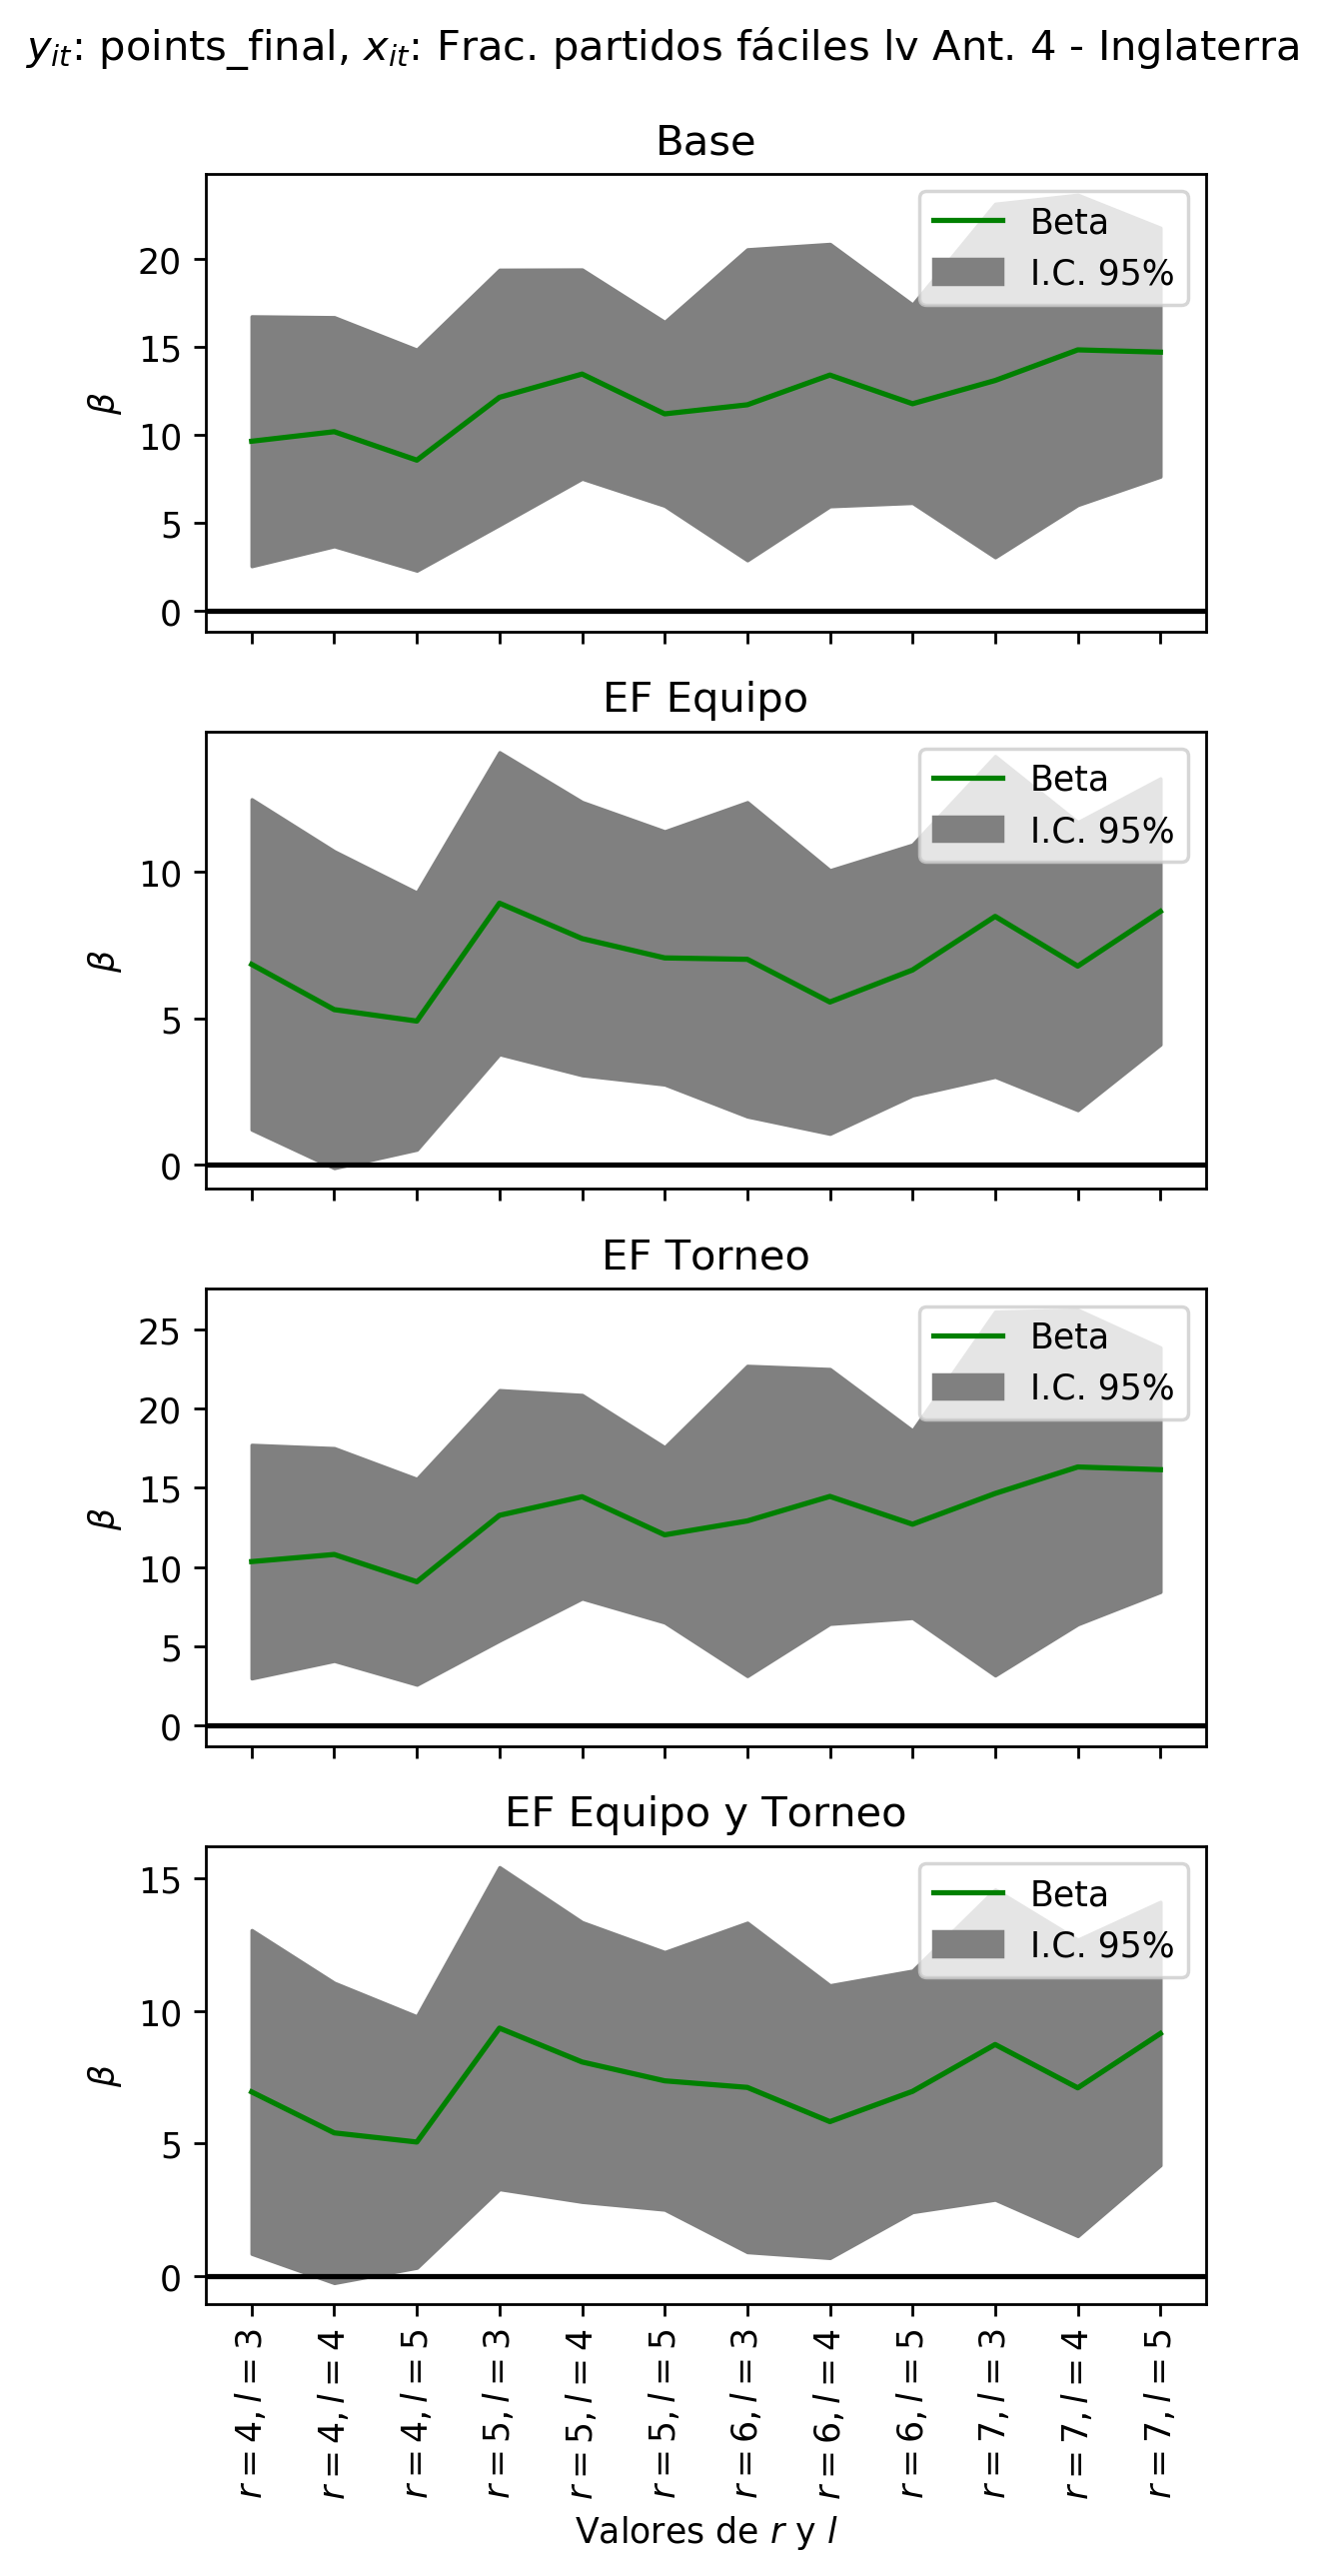 y_it: points_final, x_it: Frac. partidos fáciles lv Ant. 4 - Inglaterra
Base
Beta
I.C. 95%
20
15
10
5
0
β
EF Equipo
Beta
I.C. 95%
10
5
0
β
EF Torneo
Beta
I.C. 95%
25
20
15
10
5
0
β
EF Equipo y Torneo
Beta
I.C. 95%
15
10
5
0
β
r = 4, l = 3
r = 4, l = 4
r = 4, l = 5
r = 5, l = 3
r = 5, l = 4
r = 5, l = 5
r = 6, l = 3
r = 6, l = 4
r = 6, l = 5
r = 7, l = 3
r = 7, l = 4
r = 7, l = 5
Valores de r y l